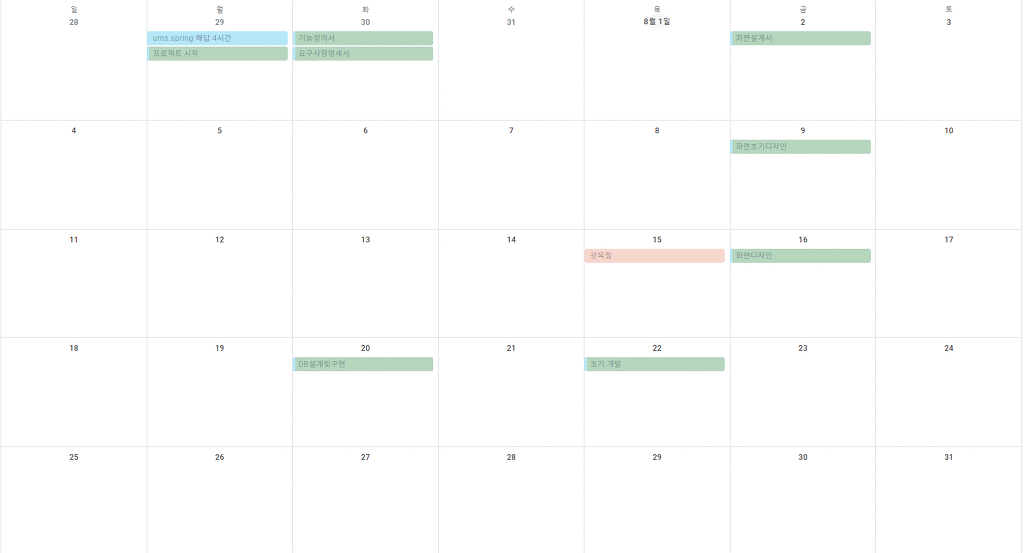 일 월 화 수 목 금 토
28 29 30 31 8월 1일 2 3
ums.spring 해답 4시간 기능정의서 화면설계서
프로젝트 시작 요구사항명세서
4 5 6 7 8 9 10
화면초기디자인
11 12 13 14 15 16 17
광복절 화면디자인
18 19 20 21 22 23 24
DB설계및구현 초기 개발
25 26 27 28 29 30 31